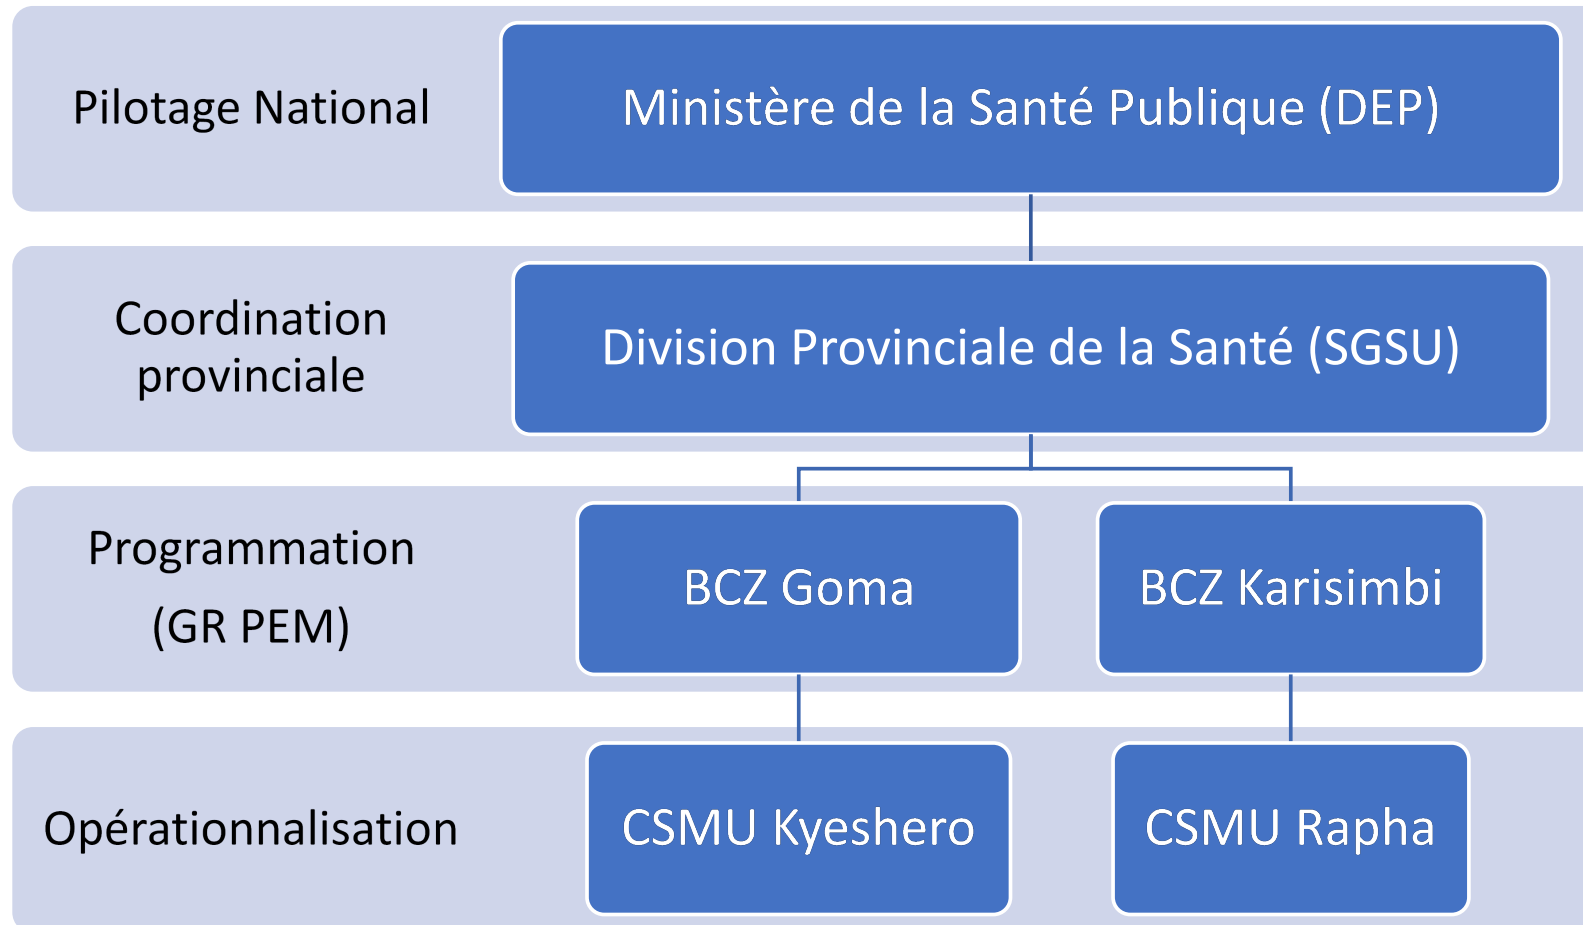 Pilotage National
Ministère de la Santé Publique (DEP)
Coordination
provinciale
Division Provinciale de la Santé (SGSU)
Programmation
(GR PEM)
BCZ Goma
BCZ Karisimbi
Opérationnalisation
CSMU Kyeshero
CSMU Rapha